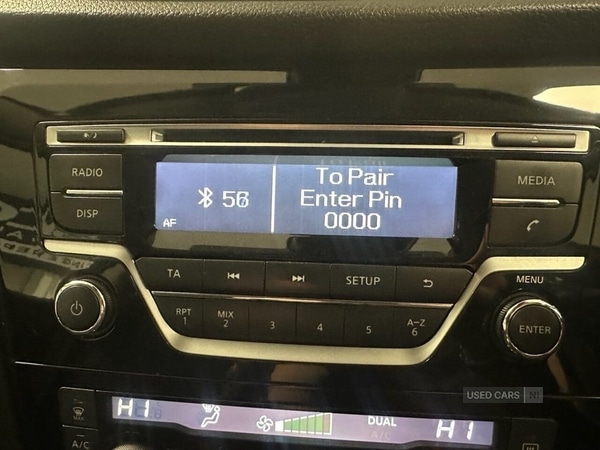 RADIO
DISP
56
AF
To Pair
Enter Pin
0000
MEDIA
TA
SETUP
MENU
RPT
1
MIX
2
3
4
5
A-Z
6
ENTER
USED CARS NI
HI
DUAL
A/C
HI
A/C